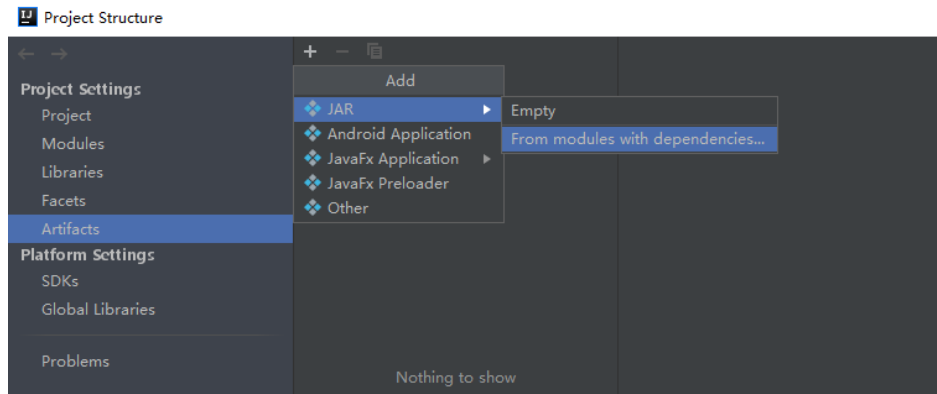 IJ Project Structure
Add
Project Settings
Project
Modules
Libraries
Facets
Artifacts
Platform Settings
SDKs
Global Libraries
Problems
JAR
Android Application
JavaFx Application
JavaFx Preloader
Other
Empty
From modules with dependencies...
Nothing to show